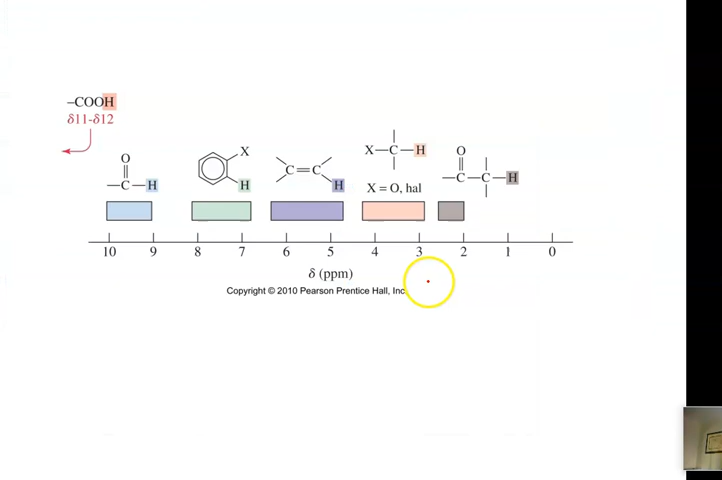 –COOH
δ11-δ12
O
–C–H
X
H
C=C
H
X–C–H
X = O, hal
O
–C–C–H
10 9 8 7 6 5 4 3 2 1 0
δ (ppm)
Copyright © 2010 Pearson Prentice Hall, Inc.